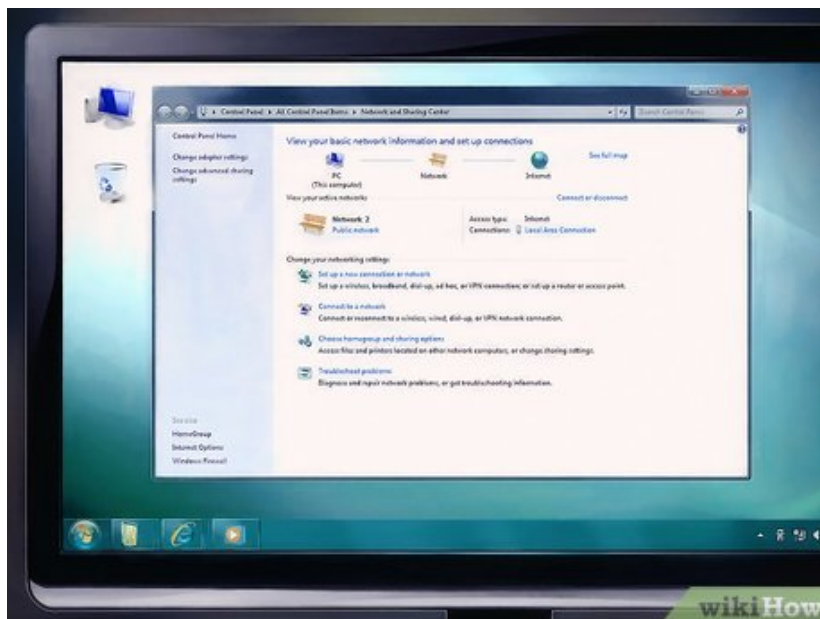 Control Panel ▸ All Control Panel Items ▸ Network and Sharing Center
Search Control Panel
Control Panel Home
Change adapter settings
Change advanced sharing
settings
View your basic network information and set up connections
See full map
PC
(This computer)
Network
Internet
View your active networks
Connect or disconnect
Network 2
Public network
Access type: Internet
Connections: Local Area Connection
Change your networking settings
Set up a new connection or network
Set up a wireless, broadband, dial-up, ad hoc, or VPN connection; or set up a router or access point.
Connect to a network
Connect or reconnect to a wireless, wired, dial-up, or VPN network connection.
Choose homegroup and sharing options
Access files and printers located on other network computers, or change sharing settings.
Troubleshoot problems
Diagnose and repair network problems, or get troubleshooting information.
See also
HomeGroup
Internet Options
Windows Firewall
wikiHow